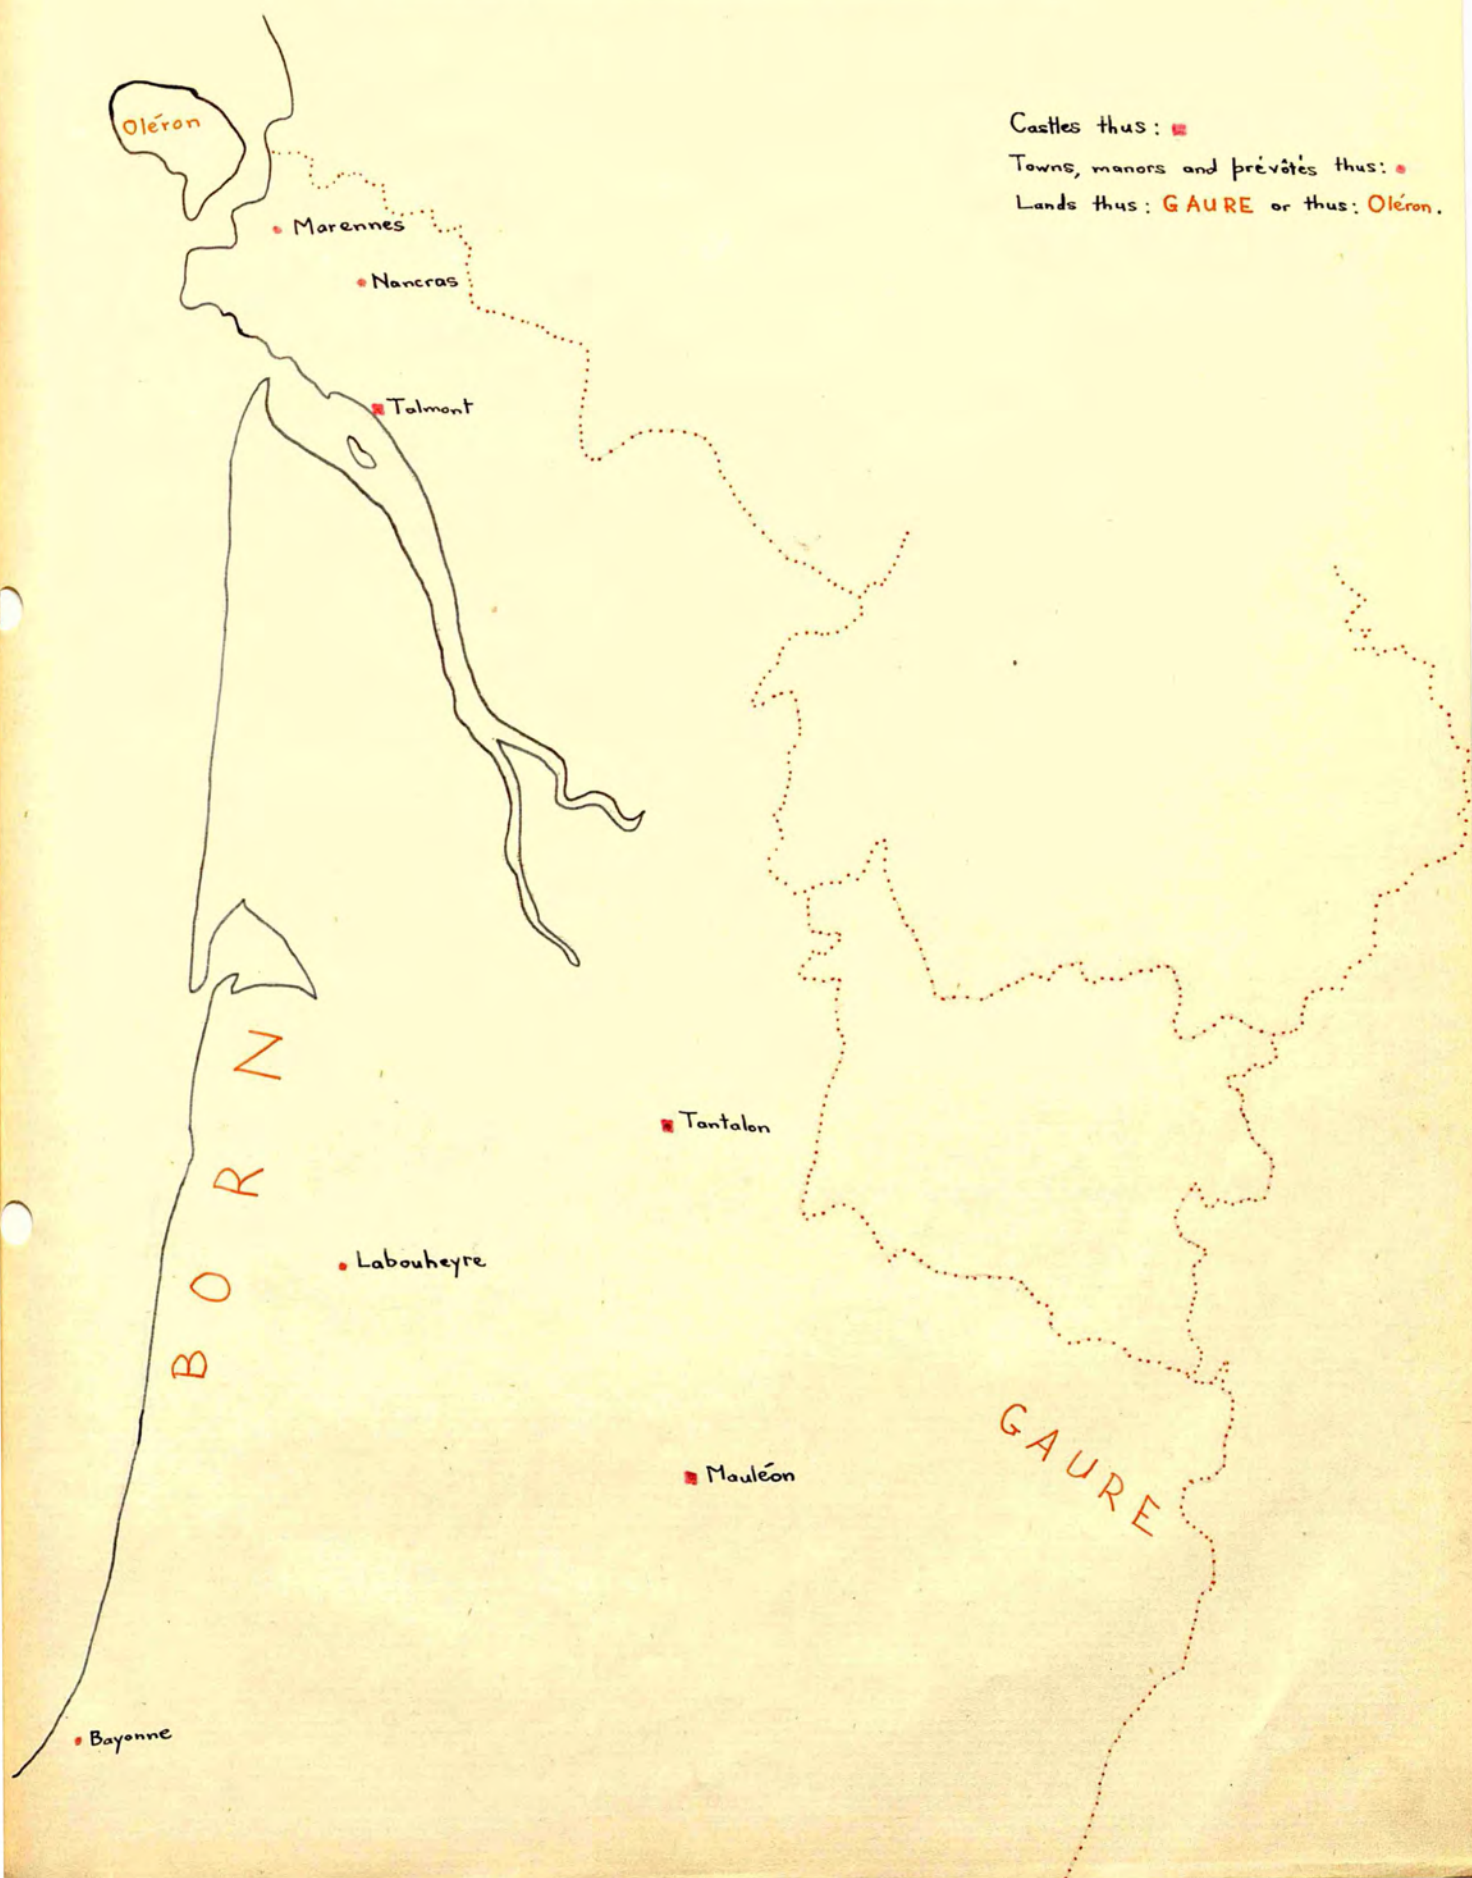 Oléron
Castles thus:
Towns, manors and prévôtés thus:
Lands thus: GAURE or thus: Oléron.
Marennes
Nancras
Talmont
BORN
Tantalon
Labouheyre
GAURE
Mauléon
Bayonne